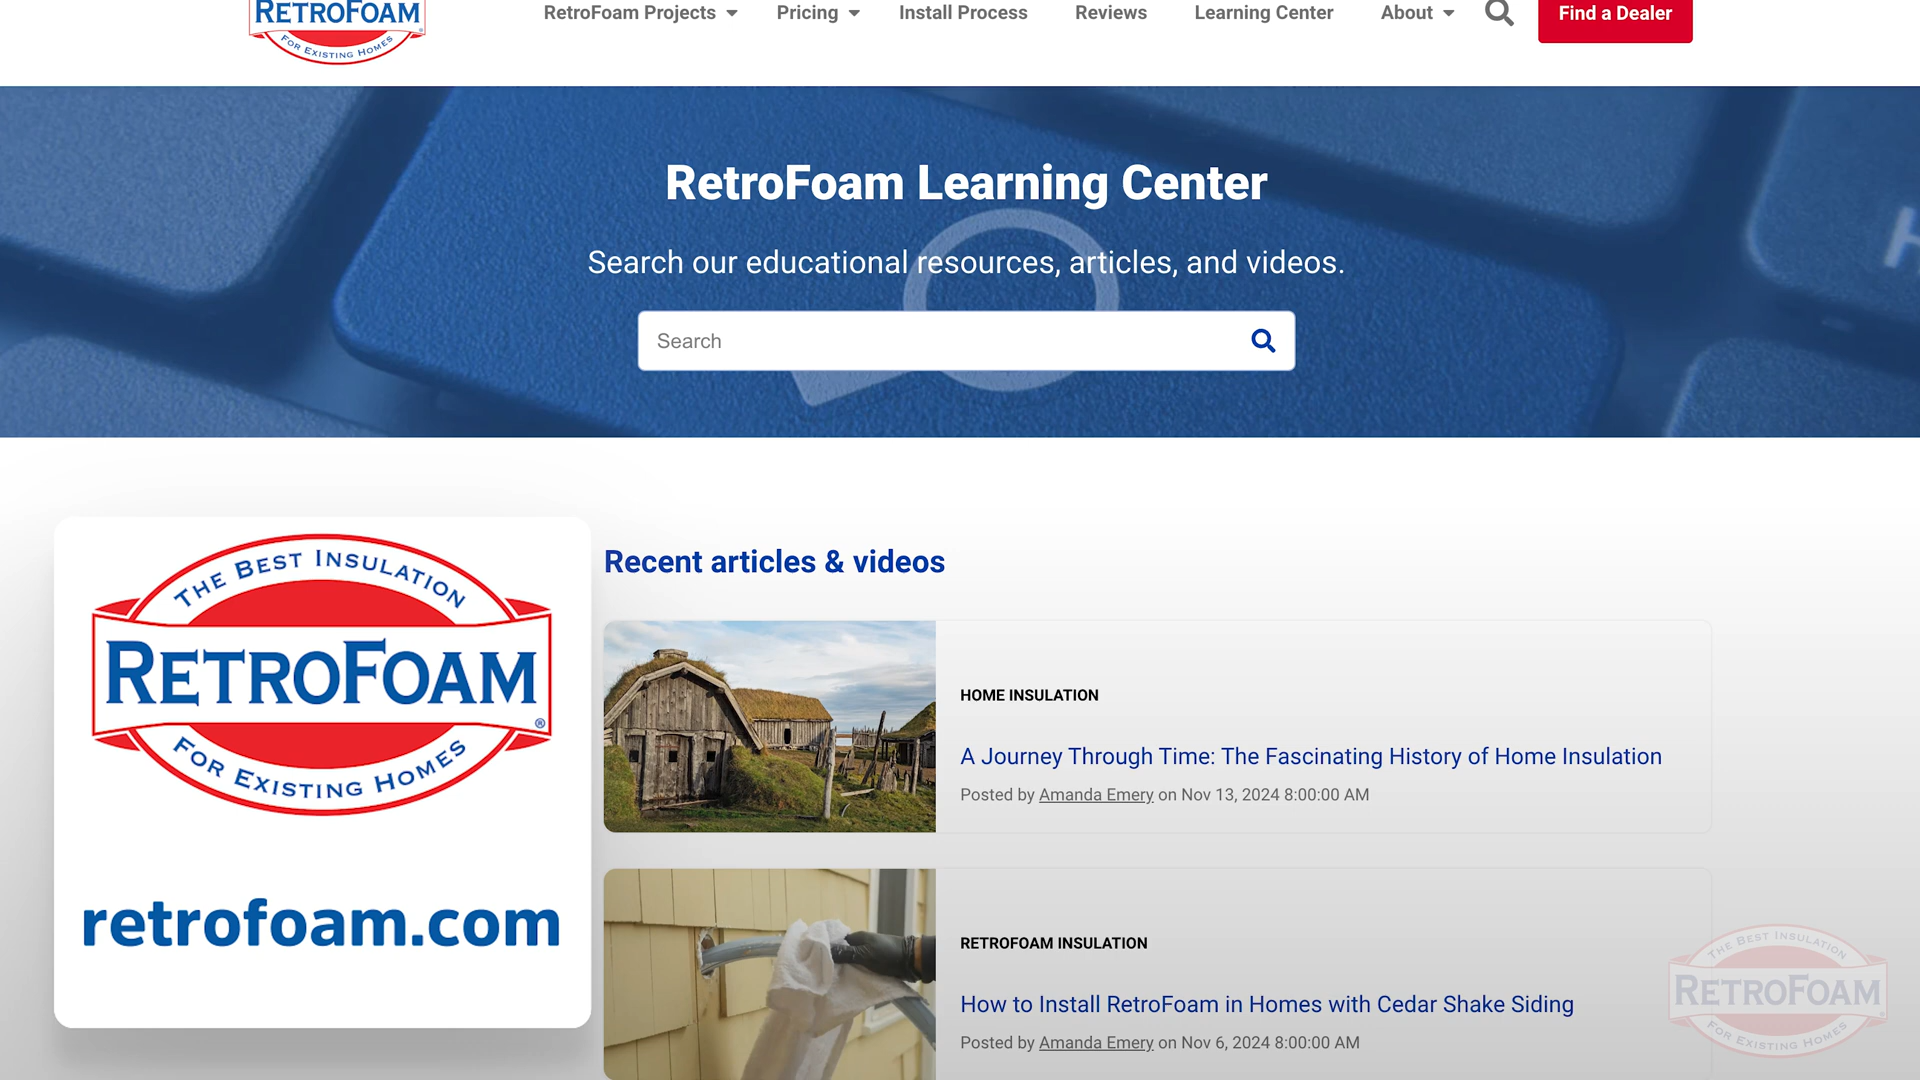 RETROFOAM
FOR EXISTING HOMES
RetroFoam Projects
Pricing
Install Process
Reviews
Learning Center
About
Find a Dealer
RetroFoam Learning Center
Search our educational resources, articles, and videos.
Search
THE BEST INSULATION
RETROFOAM®
FOR EXISTING HOMES
retrofoam.com
Recent articles & videos
HOME INSULATION
A Journey Through Time: The Fascinating History of Home Insulation
Posted by Amanda Emery on Nov 13, 2024 8:00:00 AM
RETROFOAM INSULATION
How to Install RetroFoam in Homes with Cedar Shake Siding
Posted by Amanda Emery on Nov 6, 2024 8:00:00 AM
THE BEST INSULATION
RETROFOAM
FOR EXISTING HOMES